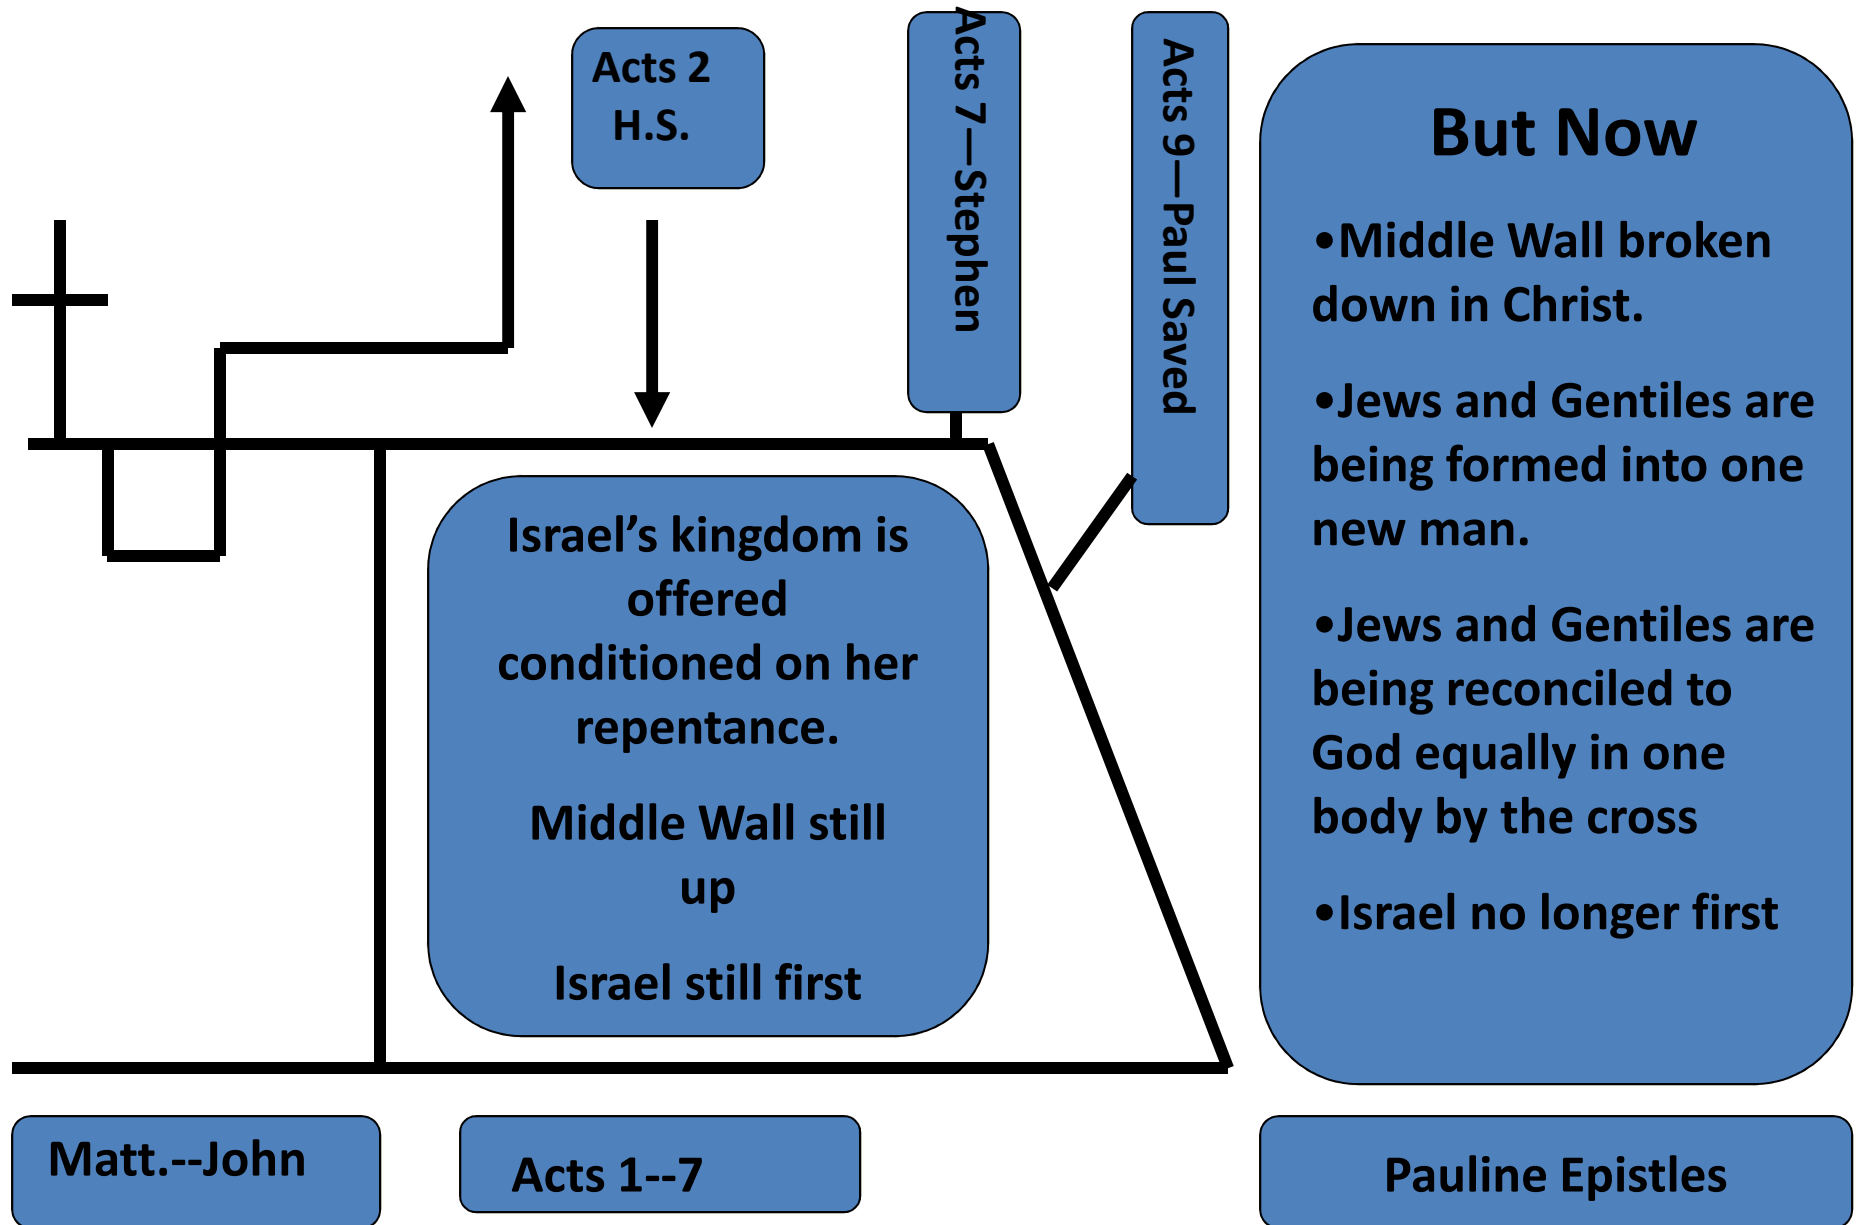 Acts 2
H.S.
Acts 7—Stephen
Acts 9—Paul Saved
But Now
•Middle Wall broken
down in Christ.
•Jews and Gentiles are
being formed into one
new man.
•Jews and Gentiles are
being reconciled to
God equally in one
body by the cross
•Israel no longer first
Israel’s kingdom is
offered
conditioned on her
repentance.
Middle Wall still
up
Israel still first
Matt.--John
Acts 1--7
Pauline Epistles